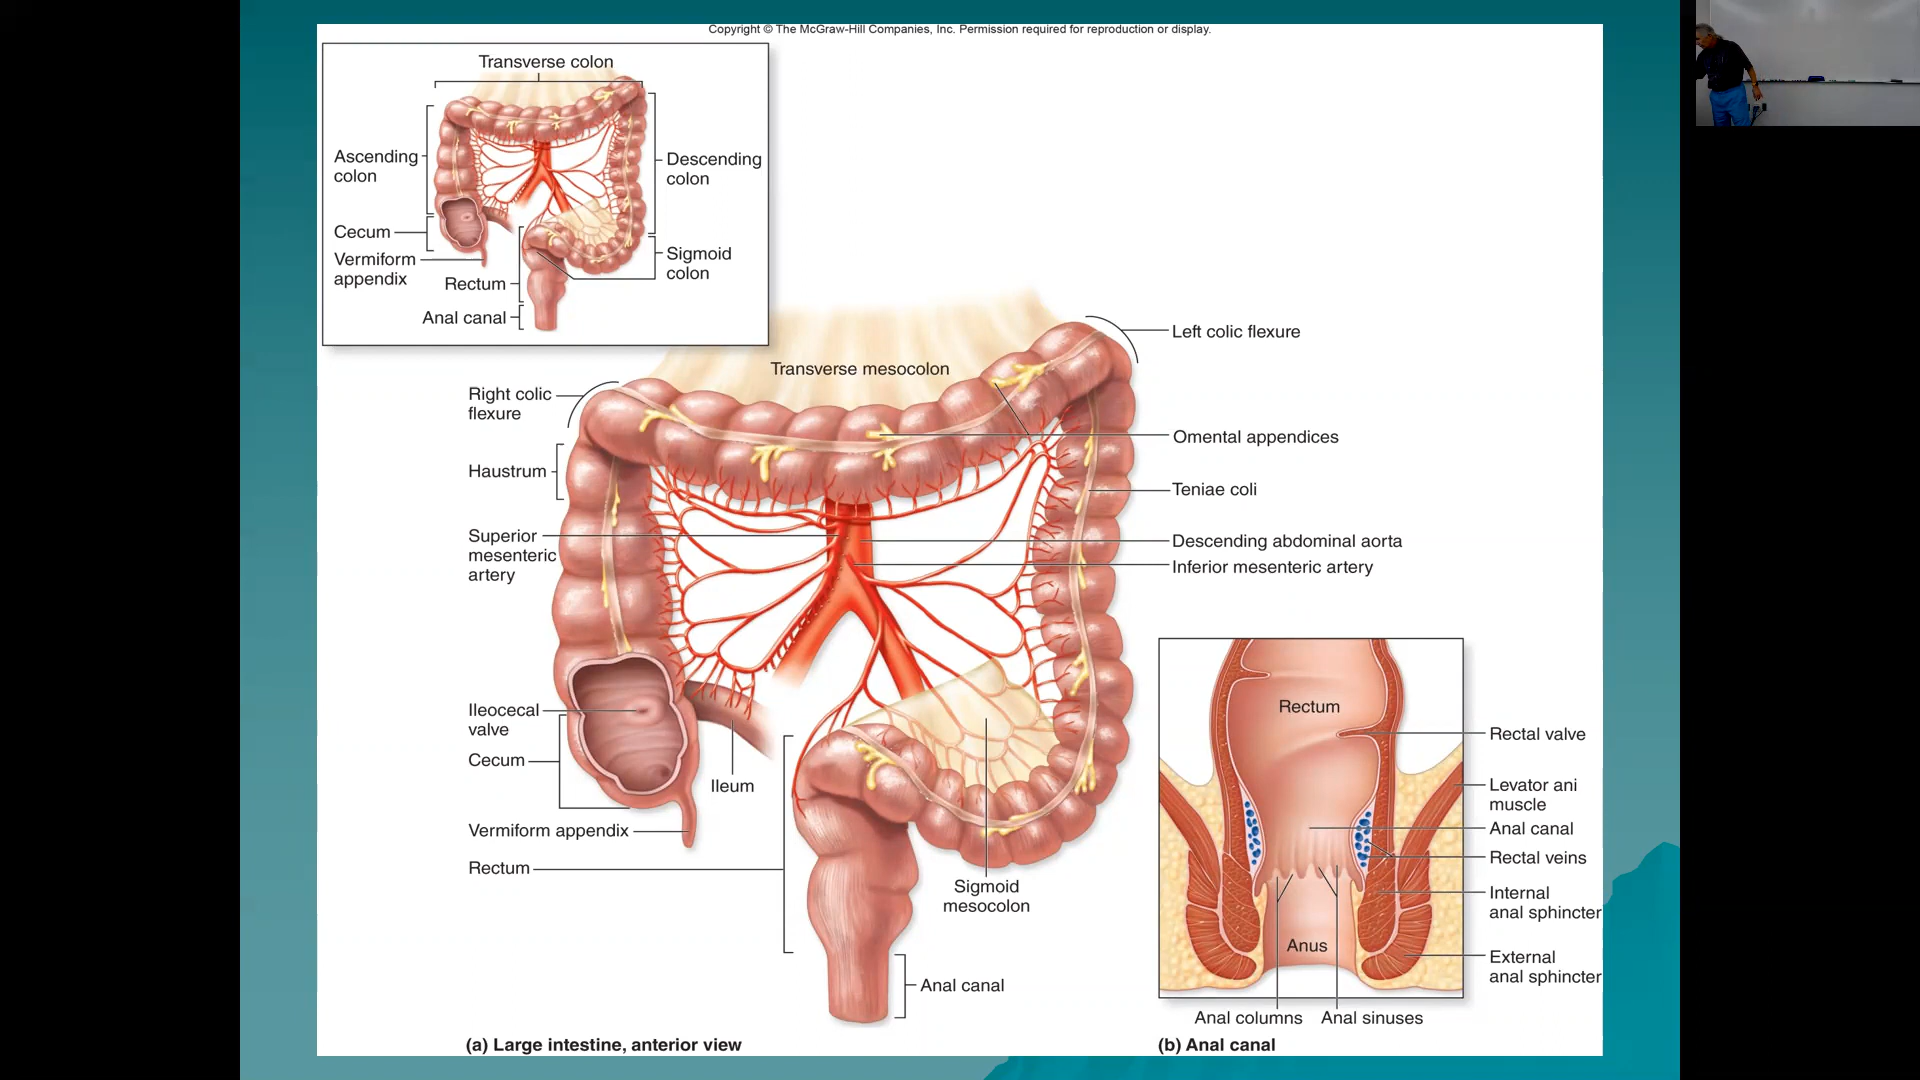 Copyright © The McGraw-Hill Companies, Inc. Permission required for reproduction or display.
Transverse colon
Ascending
colon
Descending
colon
Cecum
Vermiform
appendix
Sigmoid
colon
Rectum
Anal canal
Left colic flexure
Transverse mesocolon
Right colic
flexure
Omental appendices
Haustrum
Teniae coli
Superior
mesenteric
artery
Descending abdominal aorta
Inferior mesenteric artery
Ileocecal
valve
Cecum
Ileum
Vermiform appendix
Rectum
Sigmoid
mesocolon
Anal canal
(a) Large intestine, anterior view
Rectum
Rectal valve
Levator ani
muscle
Anal canal
Rectal veins
Internal
anal sphincter
Anus
External
anal sphincter
Anal columns
Anal sinuses
(b) Anal canal